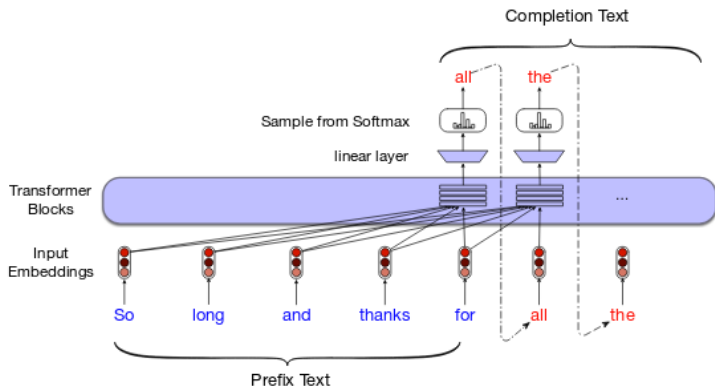 Completion Text
all the
Sample from Softmax
linear layer
Transformer
Blocks
...
Input
Embeddings
So long and thanks for all the
Prefix Text